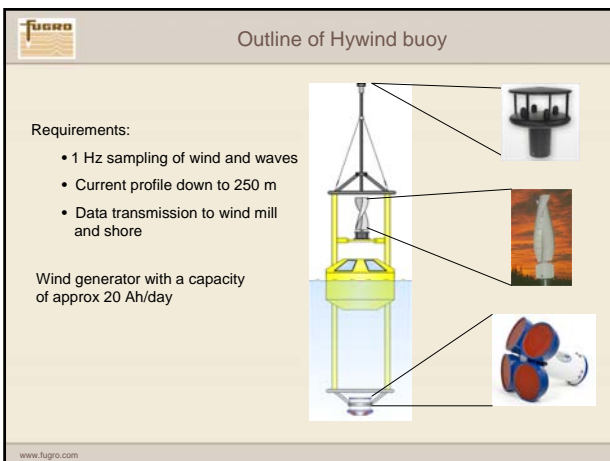 FUGRO
Outline of Hywind buoy
Requirements:
• 1 Hz sampling of wind and waves
• Current profile down to 250 m
• Data transmission to wind mill
and shore
Wind generator with a capacity
of approx 20 Ah/day
www.fugro.com